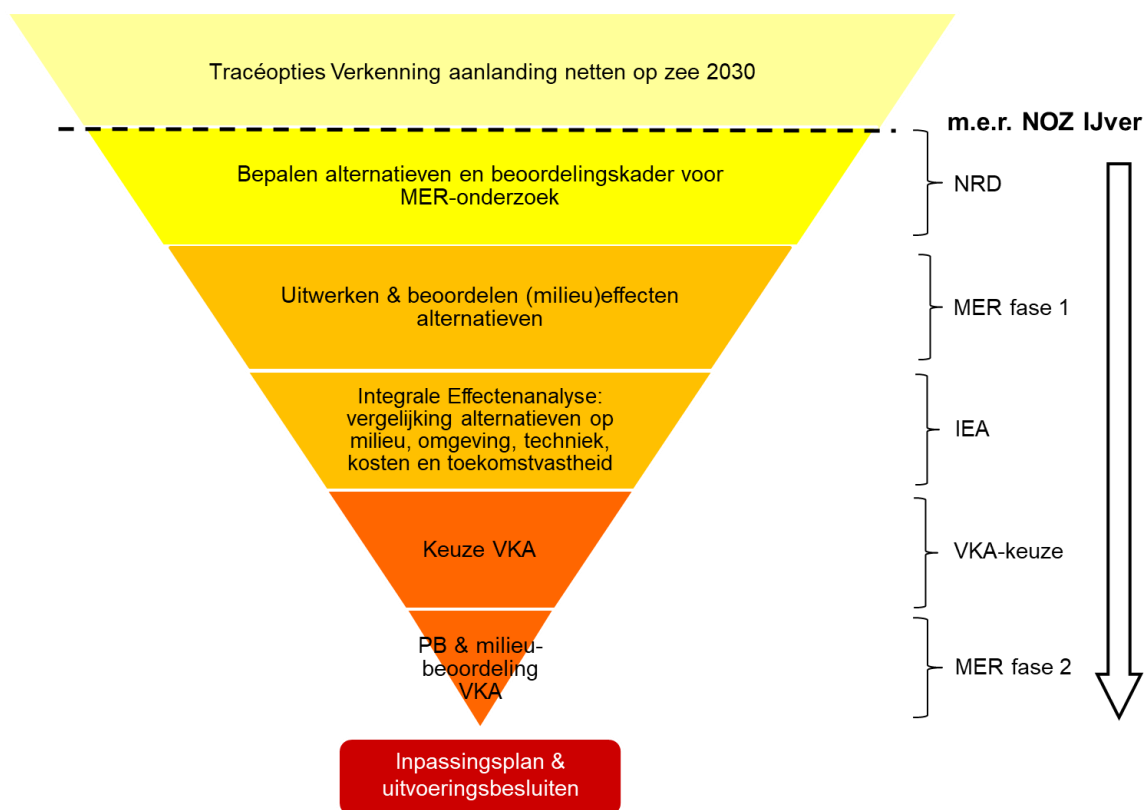 Tracéopties Verkenning aanlanding netten op zee 2030
m.e.r. NOZ IJver
Bepalen alternatieven en beoordelingskader voor
MER-onderzoek
NRD
Uitwerken & beoordelen (milieu)effecten
alternatieven
MER fase 1
Integrale Effectenanalyse:
vergelijking alternatieven op
milieu, omgeving, techniek,
kosten en toekomstvastheid
IEA
Keuze VKA
VKA-keuze
PB & milieu-
beoordeling
VKA
MER fase 2
Inpassingsplan &
uitvoeringsbesluiten